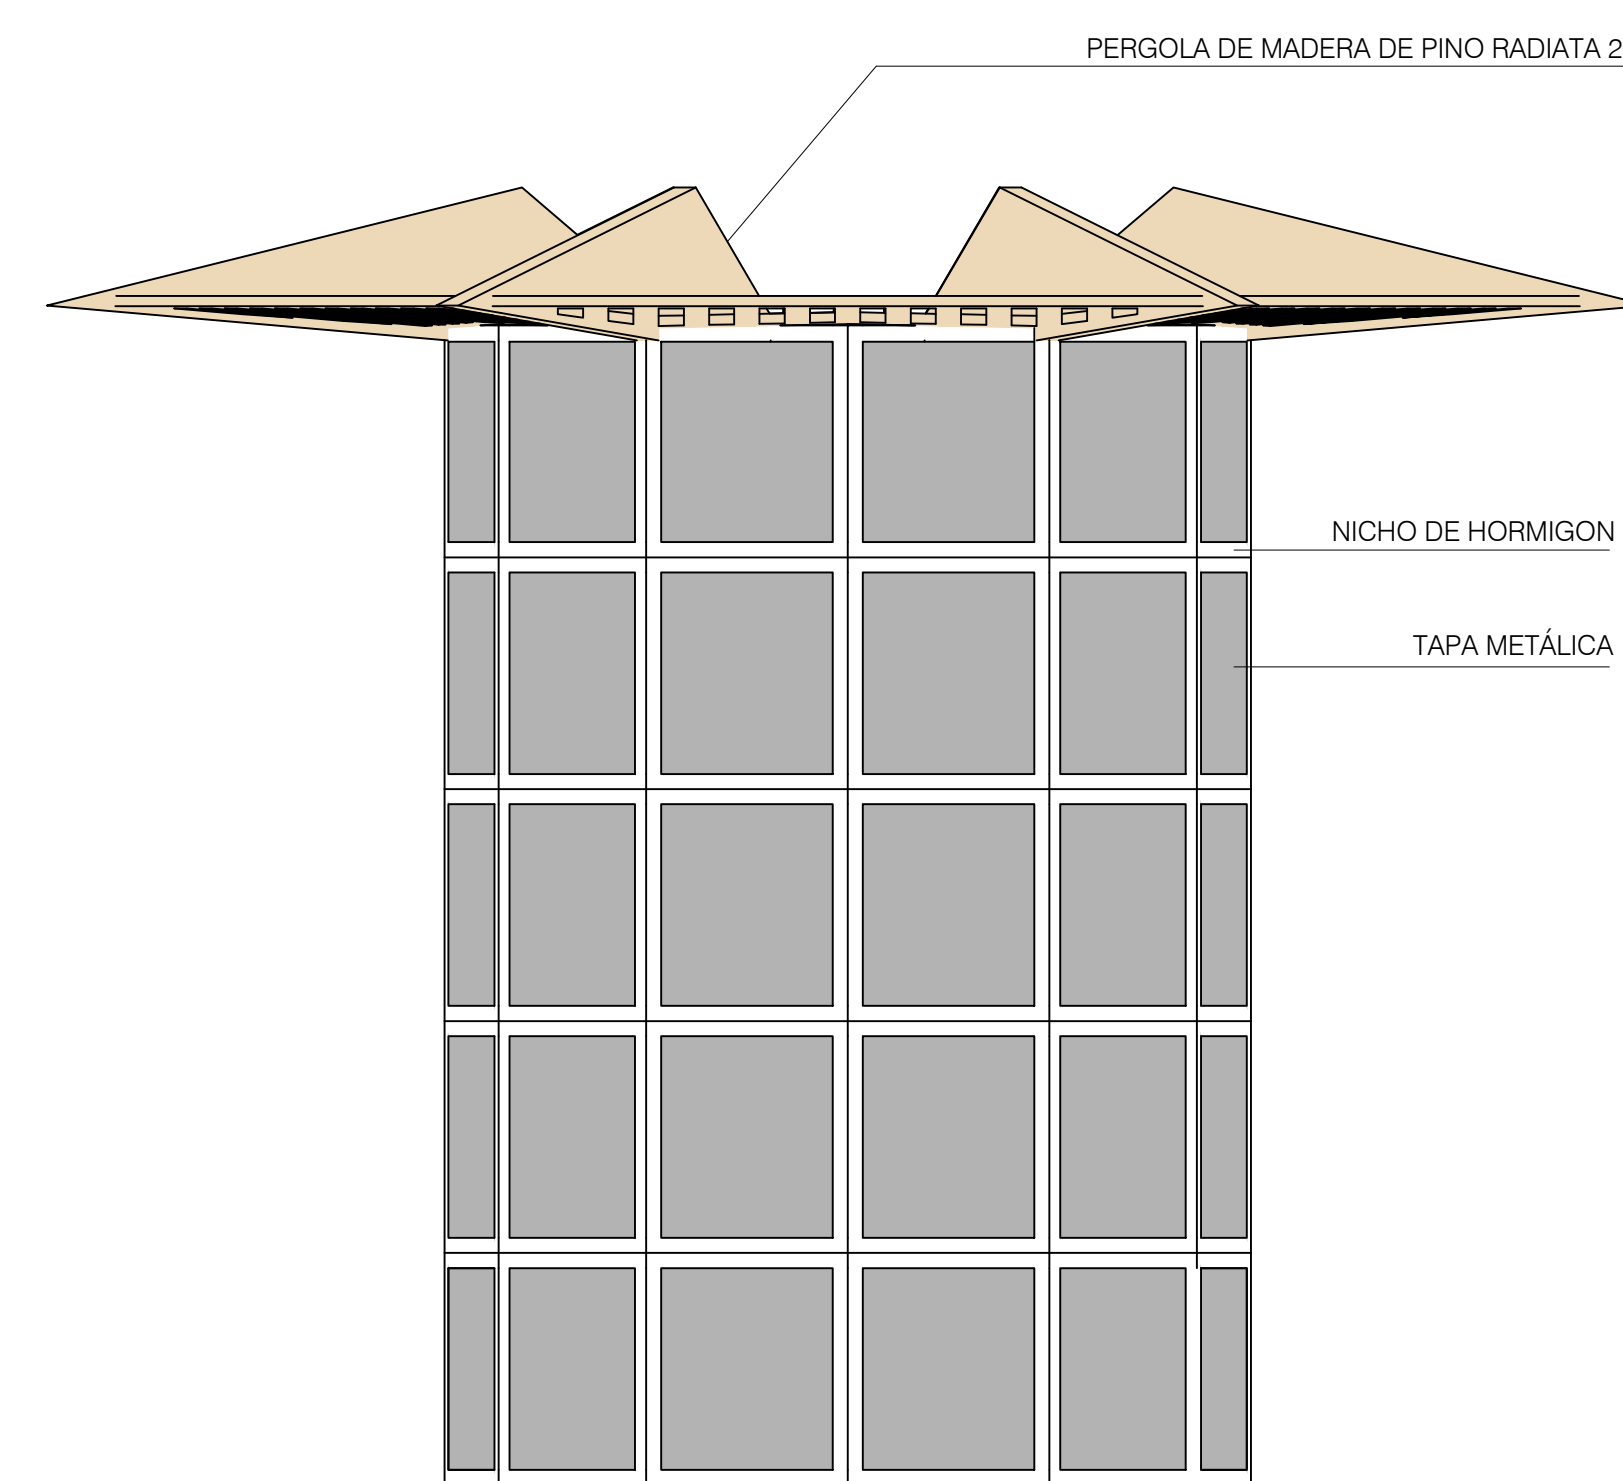 PERGOLA DE MADERA DE PINO RADIATA 2
NICHO DE HORMIGON
TAPA METÁLICA